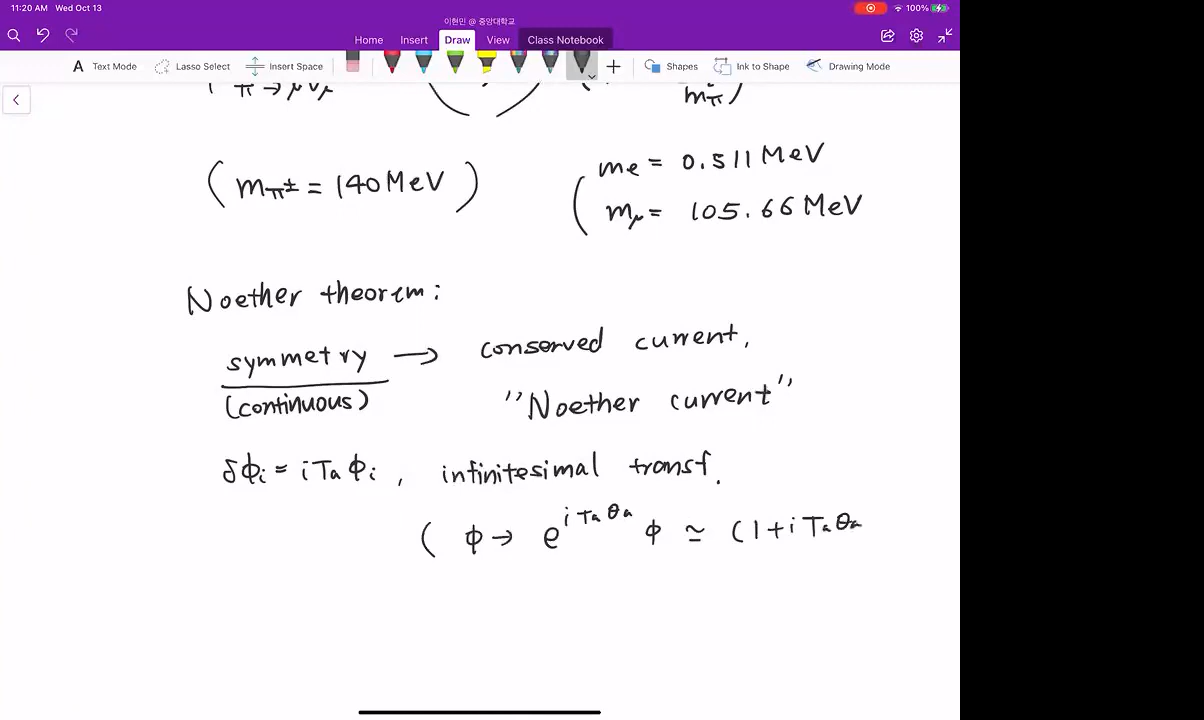 11:20 AM Wed Oct 13
100%
이현민 @ 중앙대학교
Home Insert Draw View Class Notebook
A Text Mode Lasso Select Insert Space Shapes Ink to Shape Drawing Mode
π → μνμ
mπ
( mπ± = 140 MeV )
( me = 0.511 MeV
mμ = 105.66 MeV
Noether theorem:
symmetry → conserved current,
(continuous) "Noether current"
δΦi = iTaΦi, infinitesimal transf.
( Φ → e^{iTaθa} Φ ≃ (1+iTaθa